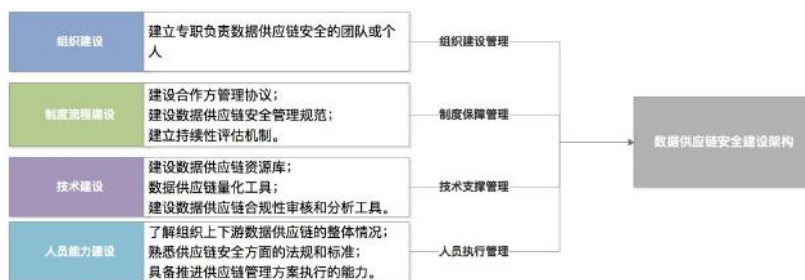 组织建设
建立专职负责数据供应链安全的团队或个
人
组织建设管理
制度流程建设
建设合作方管理协议;
建设数据供应链安全管理规范;
建立持续性评估机制。
制度保障管理
数据供应链安全建设架构
技术建设
建设数据供应链资源库;
数据供应链量化工具;
建设数据供应链合规性审核和分析工具。
技术支撑管理
人员能力建设
了解组织上下游数据供应链的整体情况;
熟悉供应链安全方面的法规和标准;
具备推进供应链管理方案执行的能力。
人员执行管理